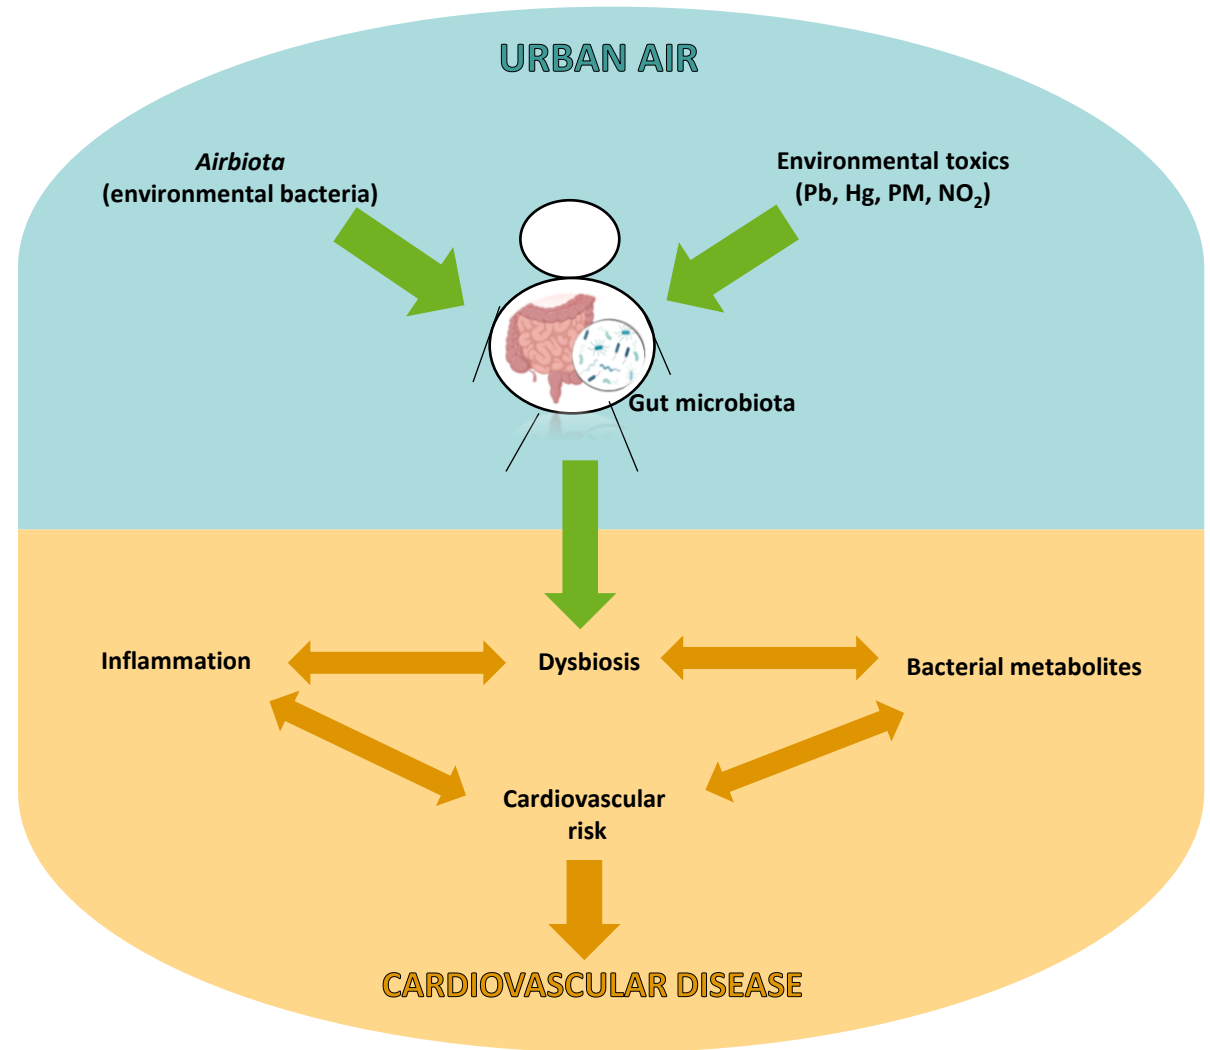 URBAN AIR
Airbiota
(environmental bacteria)
Environmental toxics
(Pb, Hg, PM, NO₂)
Gut microbiota
Inflammation
Dysbiosis
Bacterial metabolites
Cardiovascular
risk
CARDIOVASCULAR DISEASE